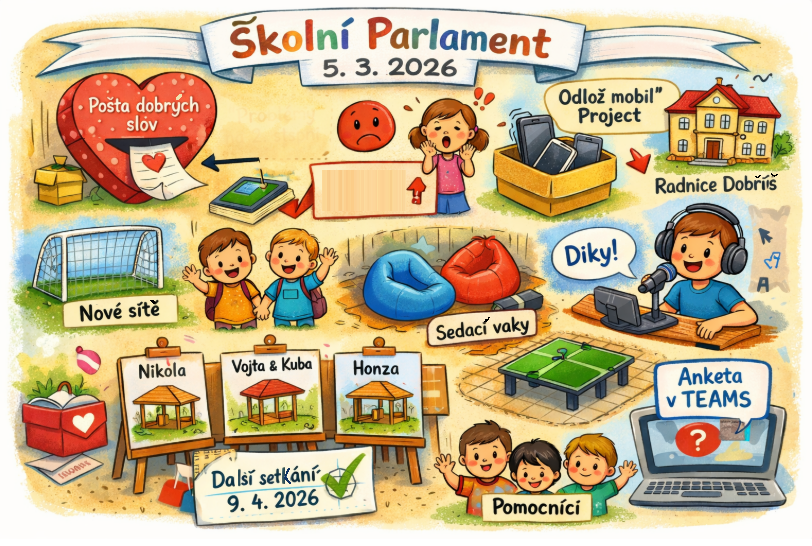 Školní Parlament
5. 3. 2026
Pošta dobrých
slov
Odlož mobil"
Project
Radnice Dobříš
Nové sítě
Sedací vaky
Diky!
Nikola
Vojta & Kuba
Honza
Anketa
v TEAMS
?
Další setkání
9. 4. 2026
Pomocníci